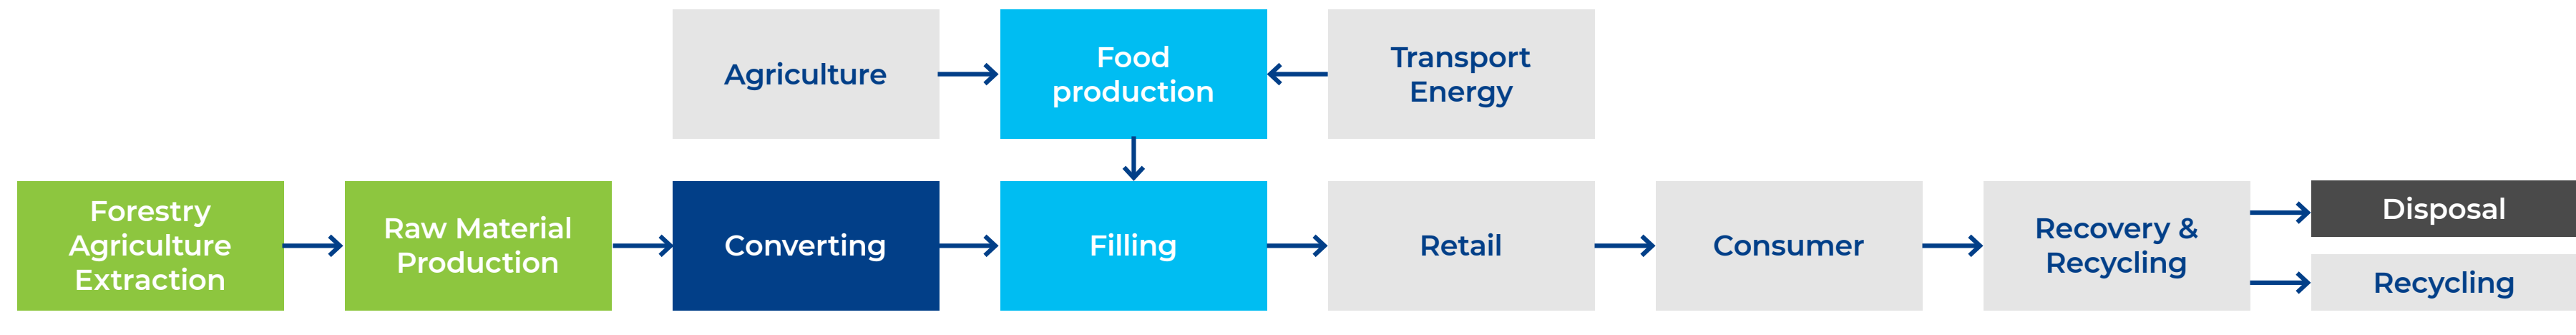 Agriculture
Food
production
Transport
Energy
Forestry
Agriculture
Extraction
Raw Material
Production
Converting
Filling
Retail
Consumer
Recovery &
Recycling
Disposal
Recycling